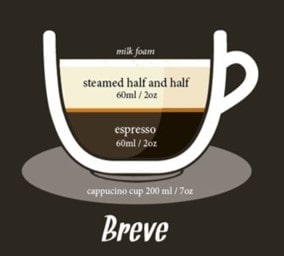 milk foam
steamed half and half
60ml / 2oz
espresso
60ml / 2oz
cappucino cup 200 ml / 7oz
Breve